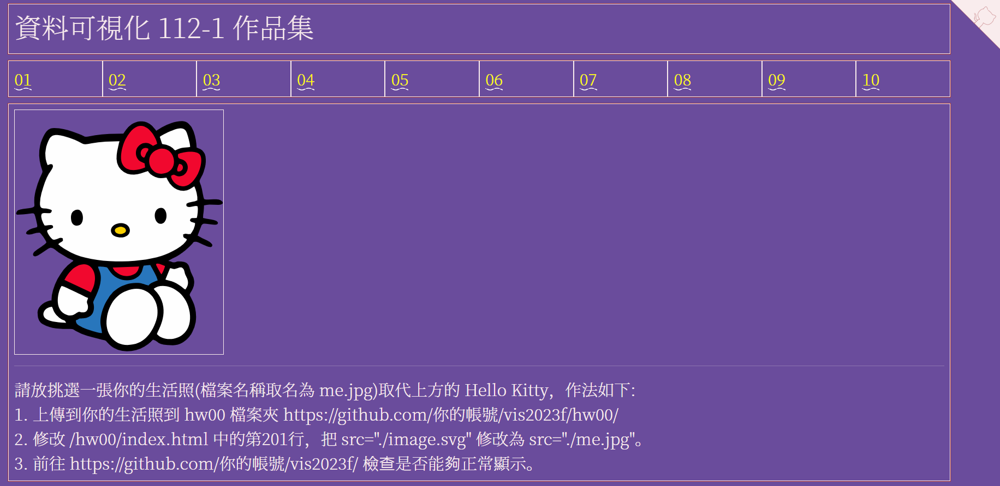 資料可視化 112-1 作品集
01 02 03 04 05 06 07 08 09 10
請放挑選一張你的生活照(檔案名稱取名為 me.jpg)取代上方的 Hello Kitty，作法如下:
1. 上傳到你的生活照到 hw00 檔案夾 https://github.com/你的帳號/vis2023f/hw00/
2. 修改 /hw00/index.html 中的第201行，把 src="./image.svg" 修改為 src="./me.jpg"。
3. 前往 https://github.com/你的帳號/vis2023f/ 檢查是否能夠正常顯示。